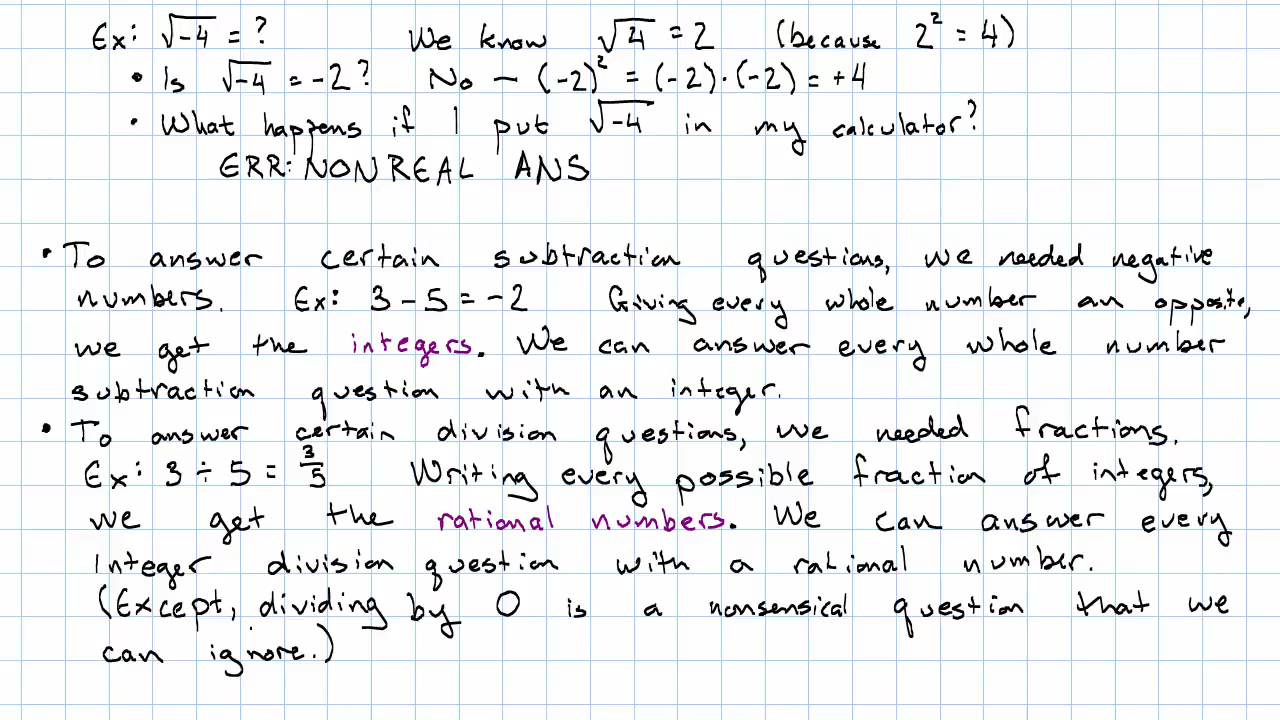 Ex: √-4 = ? We know √4 = 2 (because 2² = 4)
• Is √-4 = -2? No — (-2)² = (-2)·(-2) = +4
• What happens if I put √-4 in my calculator?
ERR: NONREAL ANS
• To answer certain subtraction questions, we needed negative
numbers. Ex: 3 - 5 = -2 Giving every whole number an opposite,
we get the integers. We can answer every whole number
subtraction question with an integer.
• To answer certain division questions, we needed fractions.
Ex: 3 ÷ 5 = 3/5 Writing every possible fraction of integers,
we get the rational numbers. We can answer every
integer division question with a rational number.
(Except, dividing by 0 is a nonsensical question that we
can ignore.)